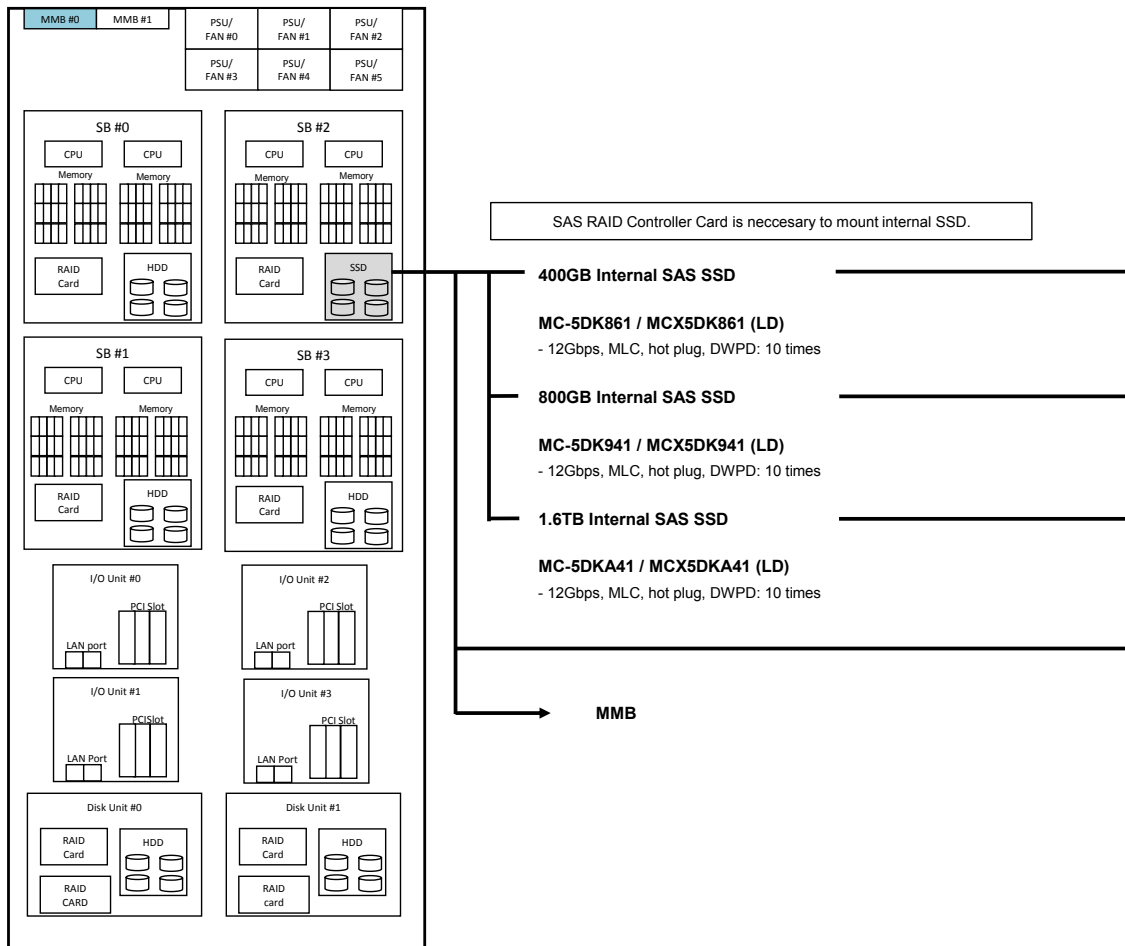 MMB #0
MMB #1
PSU/
FAN #0
PSU/
FAN #1
PSU/
FAN #2
PSU/
FAN #3
PSU/
FAN #4
PSU/
FAN #5
SB #0
CPU
CPU
Memory
Memory
RAID
Card
HDD
SB #2
CPU
CPU
Memory
Memory
RAID
Card
SSD
SB #1
CPU
CPU
Memory
Memory
RAID
Card
HDD
SB #3
CPU
CPU
Memory
Memory
RAID
Card
HDD
I/O Unit #0
PCI Slot
LAN port
I/O Unit #2
PCI Slot
LAN port
I/O Unit #1
PCISlot
LAN Port
I/O Unit #3
PCI Slot
LAN Port
Disk Unit #0
RAID
Card
HDD
RAID
CARD
Disk Unit #1
RAID
Card
HDD
RAID
card
SAS RAID Controller Card is neccesary to mount internal SSD.
400GB Internal SAS SSD
MC-5DK861 / MCX5DK861 (LD)
- 12Gbps, MLC, hot plug, DWPD: 10 times
800GB Internal SAS SSD
MC-5DK941 / MCX5DK941 (LD)
- 12Gbps, MLC, hot plug, DWPD: 10 times
1.6TB Internal SAS SSD
MC-5DKA41 / MCX5DKA41 (LD)
- 12Gbps, MLC, hot plug, DWPD: 10 times
MMB